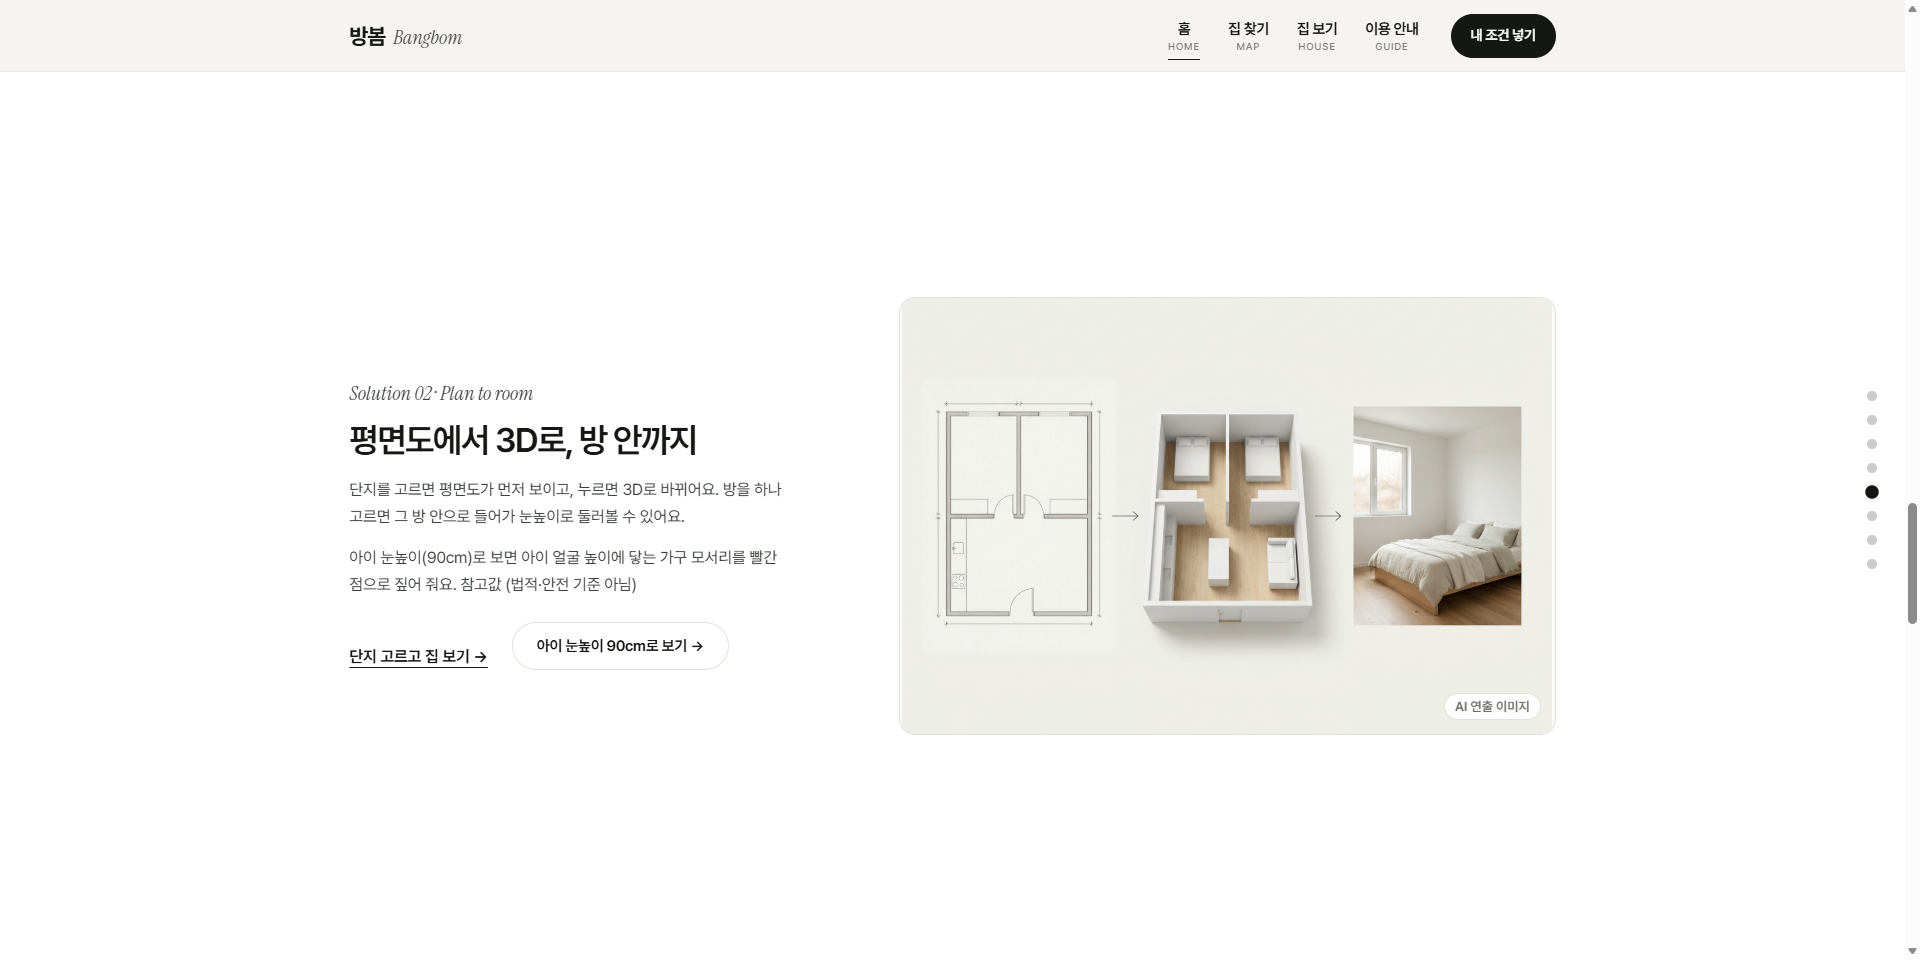 방봄 Bangbom
홈
HOME
집 찾기
MAP
집 보기
HOUSE
이용 안내
GUIDE
내 조건 넣기
Solution 02 · Plan to room
평면도에서 3D로, 방 안까지
단지를 고르면 평면도가 먼저 보이고, 누르면 3D로 바뀌어요. 방을 하나
고르면 그 방 안으로 들어가 눈높이로 둘러볼 수 있어요.
아이 눈높이(90cm)로 보면 아이 얼굴 높이에 닿는 가구 모서리를 빨간
점으로 짚어 줘요. 참고값 (법적·안전 기준 아님)
단지 고르고 집 보기 →
아이 눈높이 90cm로 보기 →
AI 연출 이미지